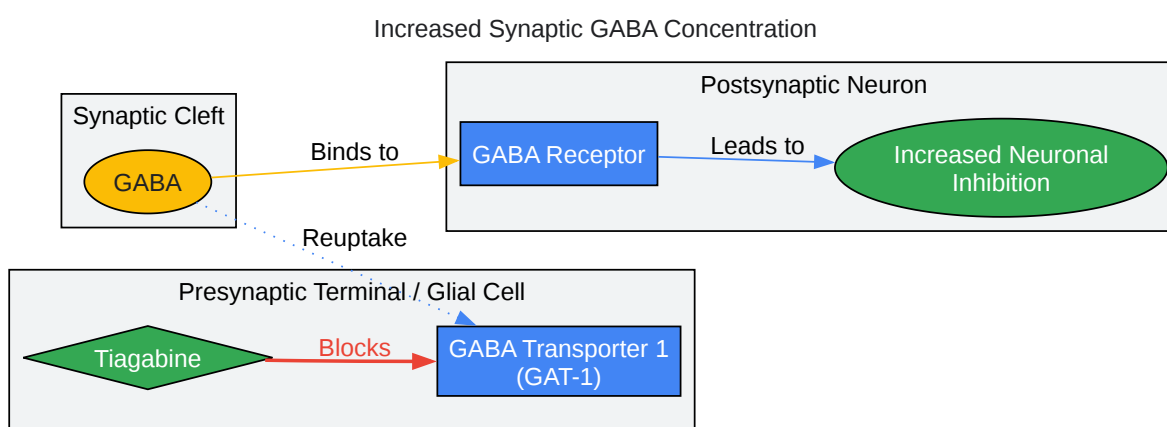 Increased Synaptic GABA Concentration
Postsynaptic Neuron
Synaptic Cleft
GABA
Binds to
GABA Receptor
Leads to
Increased Neuronal
Inhibition
Reuptake
Presynaptic Terminal / Glial Cell
Tiagabine
Blocks
GABA Transporter 1
(GAT-1)